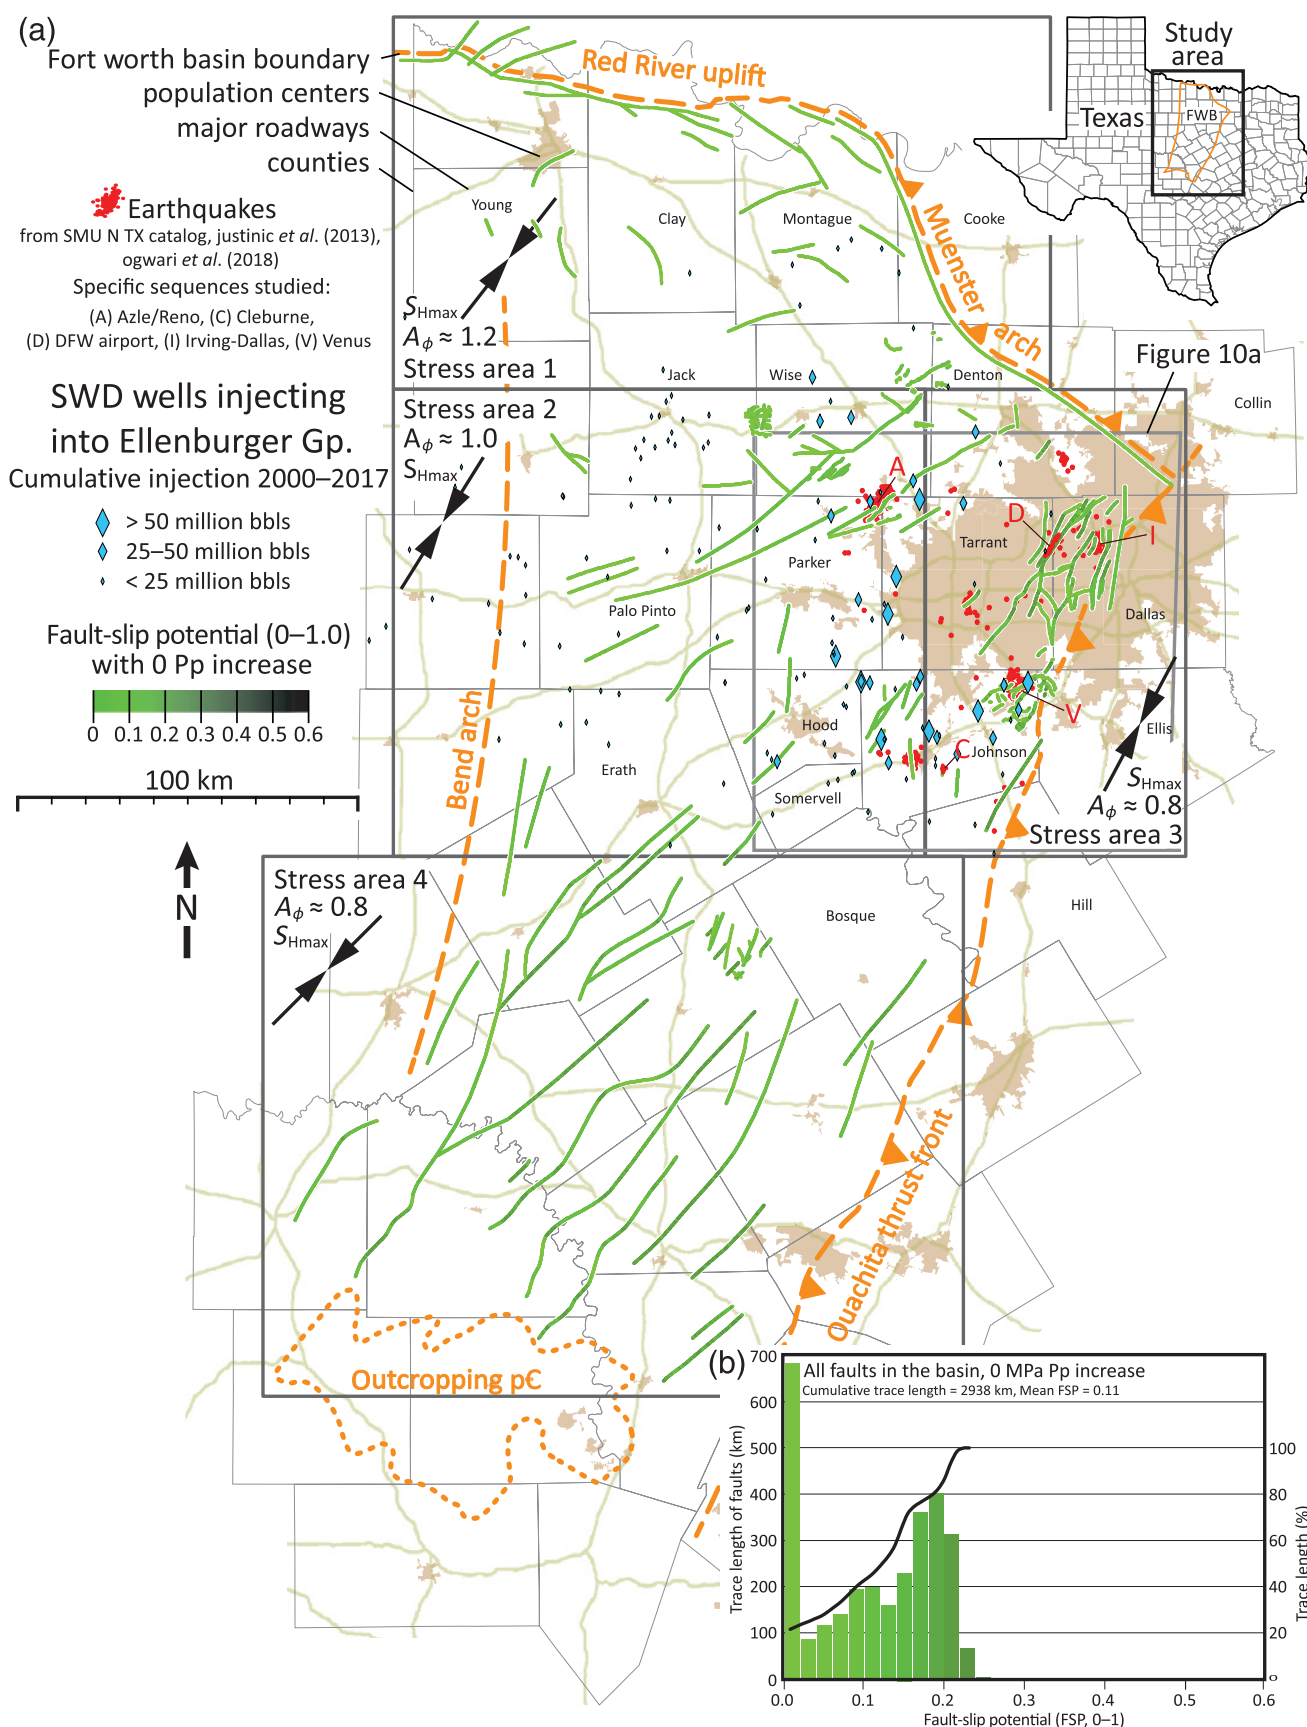 (a)
Fort worth basin boundary
population centers
major roadways
counties
Earthquakes
from SMU N TX catalog, justinic et al. (2013),
ogwari et al. (2018)
Specific sequences studied:
(A) Azle/Reno, (C) Cleburne,
(D) DFW airport, (I) Irving-Dallas, (V) Venus
SWD wells injecting
into Ellenburger Gp.
Cumulative injection 2000–2017
> 50 million bbls
25–50 million bbls
< 25 million bbls
Fault-slip potential (0–1.0)
with 0 Pp increase
0 0.1 0.2 0.3 0.4 0.5 0.6
100 km
N
Red River uplift
Study
area
Texas
FWB
Young
Clay
Montague
Cooke
Muenster arch
SHmax
Aϕ ≈ 1.2
Stress area 1
Jack
Wise
Denton
Figure 10a
Collin
Stress area 2
Aϕ ≈ 1.0
SHmax
A
D
I
Tarrant
Parker
Palo Pinto
Dallas
Bend arch
Hood
V
Ellis
C
Johnson
Erath
Somervell
SHmax
Aϕ ≈ 0.8
Stress area 3
Stress area 4
Aϕ ≈ 0.8
SHmax
Bosque
Hill
Ouachita thrust front
Outcropping p€
(b)
All faults in the basin, 0 MPa Pp increase
Cumulative trace length = 2938 km, Mean FSP = 0.11
Trace length of faults (km)
700
600
500
400
300
200
100
0
100
80
60
40
20
0
Trace length (%)
0.0 0.1 0.2 0.3 0.4 0.5 0.6
Fault-slip potential (FSP, 0–1)